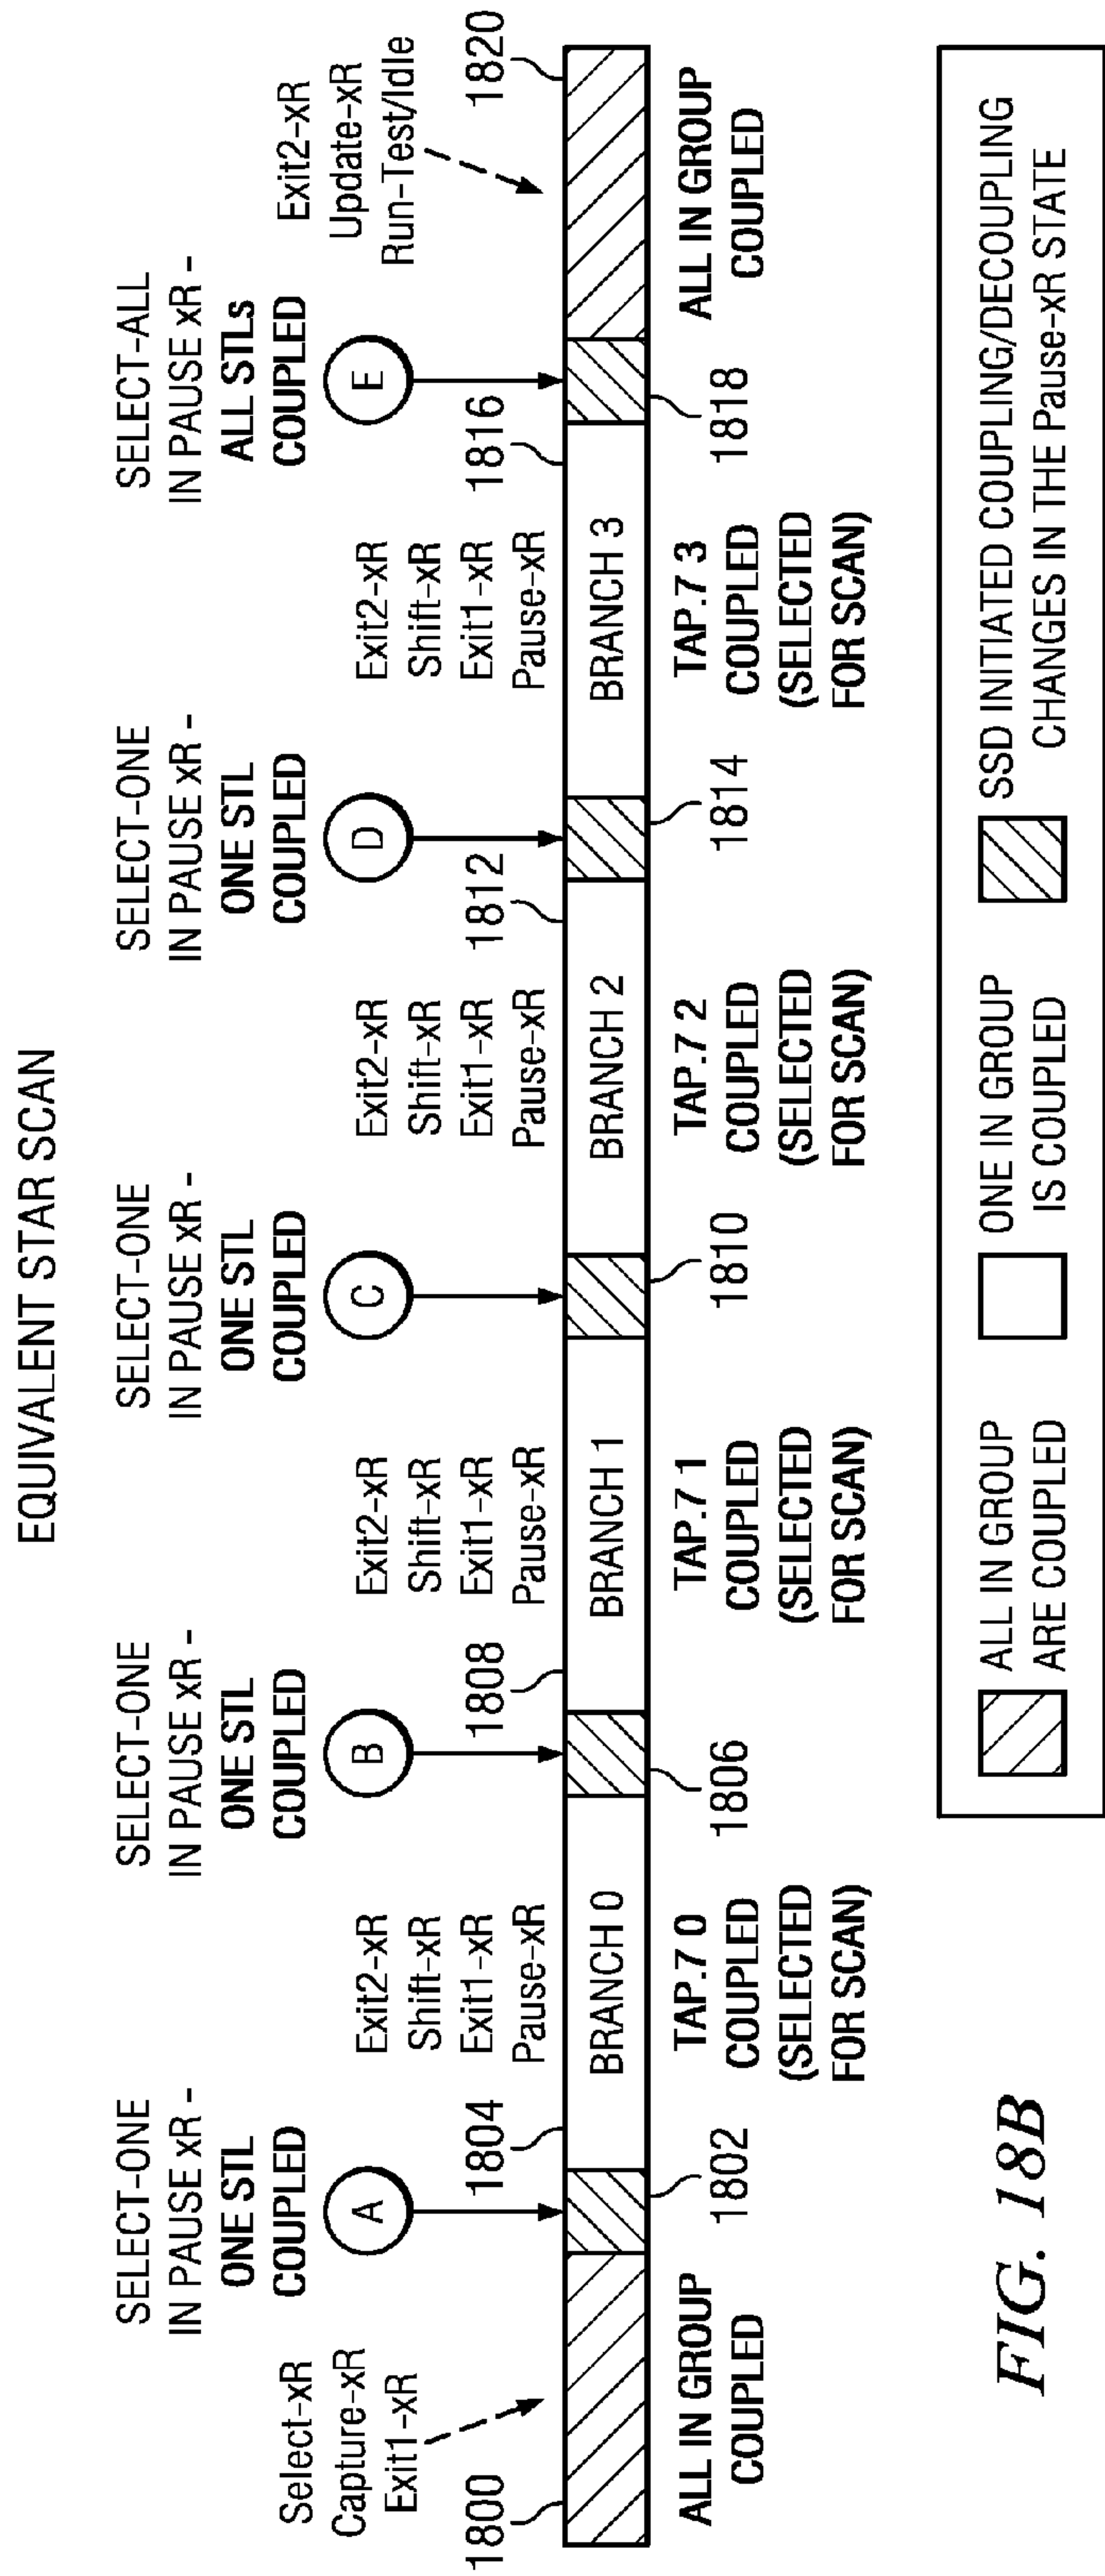 EQUIVALENT STAR SCAN
Select-xR
Capture-xR
Exit1-xR
1800
ALL IN GROUP
COUPLED
SELECT-ONE
IN PAUSE xR -
ONE STL
COUPLED
A
1802
1804
Exit2-xR
Shift-xR
Exit1-xR
Pause-xR
BRANCH 0
TAP.7 0
COUPLED
(SELECTED
FOR SCAN)
SELECT-ONE
IN PAUSE xR -
ONE STL
COUPLED
B
1806
1808
Exit2-xR
Shift-xR
Exit1-xR
Pause-xR
BRANCH 1
TAP.7 1
COUPLED
(SELECTED
FOR SCAN)
SELECT-ONE
IN PAUSE xR -
ONE STL
COUPLED
C
1810
Exit2-xR
Shift-xR
Exit1-xR
Pause-xR
BRANCH 2
TAP.7 2
COUPLED
(SELECTED
FOR SCAN)
1812
SELECT-ONE
IN PAUSE xR -
ONE STL
COUPLED
D
1814
Exit2-xR
Shift-xR
Exit1-xR
Pause-xR
BRANCH 3
TAP.7 3
COUPLED
(SELECTED
FOR SCAN)
1816
SELECT-ALL
IN PAUSE xR -
ALL STLs
COUPLED
E
1818
Exit2-xR
Update-xR
Run-Test/Idle
1820
ALL IN GROUP
COUPLED
ALL IN GROUP
ARE COUPLED
ONE IN GROUP
IS COUPLED
SSD INITIATED COUPLING/DECOUPLING
CHANGES IN THE Pause-xR STATE
FIG. 18B